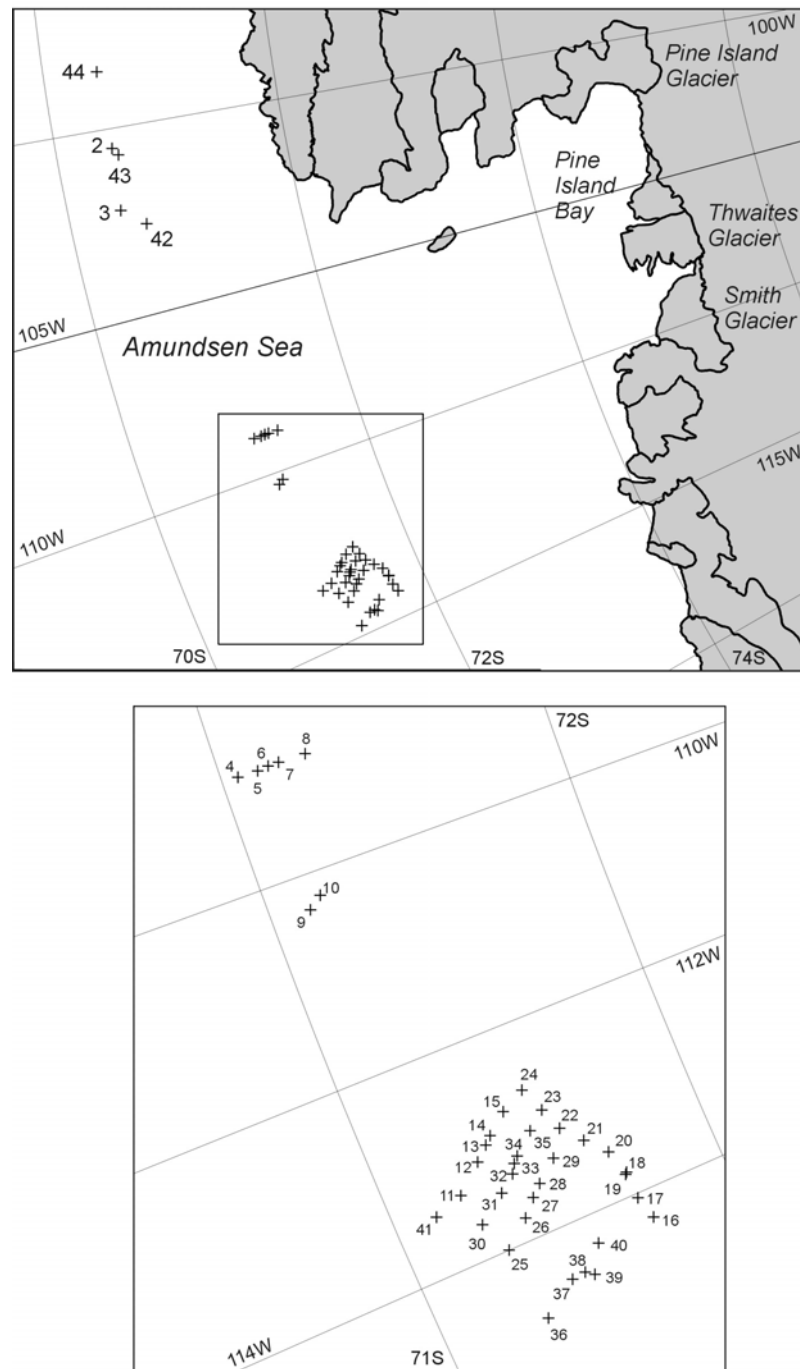 100W
Pine Island
Glacier
44
2
43
3
42
Pine
Island
Bay
Thwaites
Glacier
Smith
Glacier
105W
Amundsen Sea
115W
110W
70S
72S
74S
72S
110W
8
6
4
7
5
10
9
112W
24
15
23
22
14
35
21
13
34
20
12
33
29
18
32
19
28
11
31
27
17
41
26
16
30
25
40
38
39
37
36
114W
71S